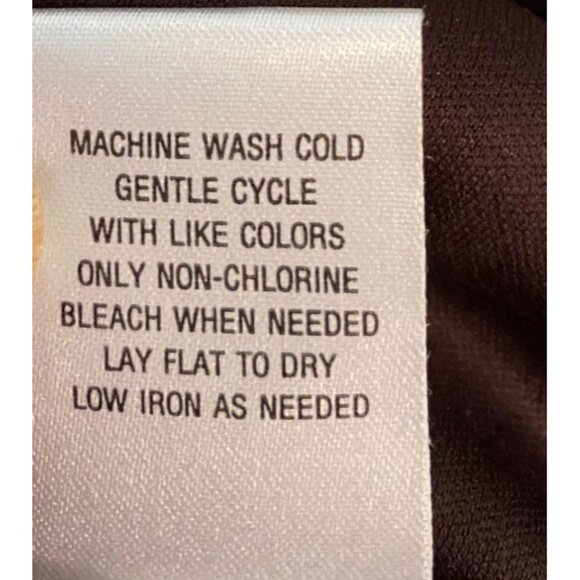 MACHINE WASH COLD
GENTLE CYCLE
WITH LIKE COLORS
ONLY NON-CHLORINE
BLEACH WHEN NEEDED
LAY FLAT TO DRY
LOW IRON AS NEEDED